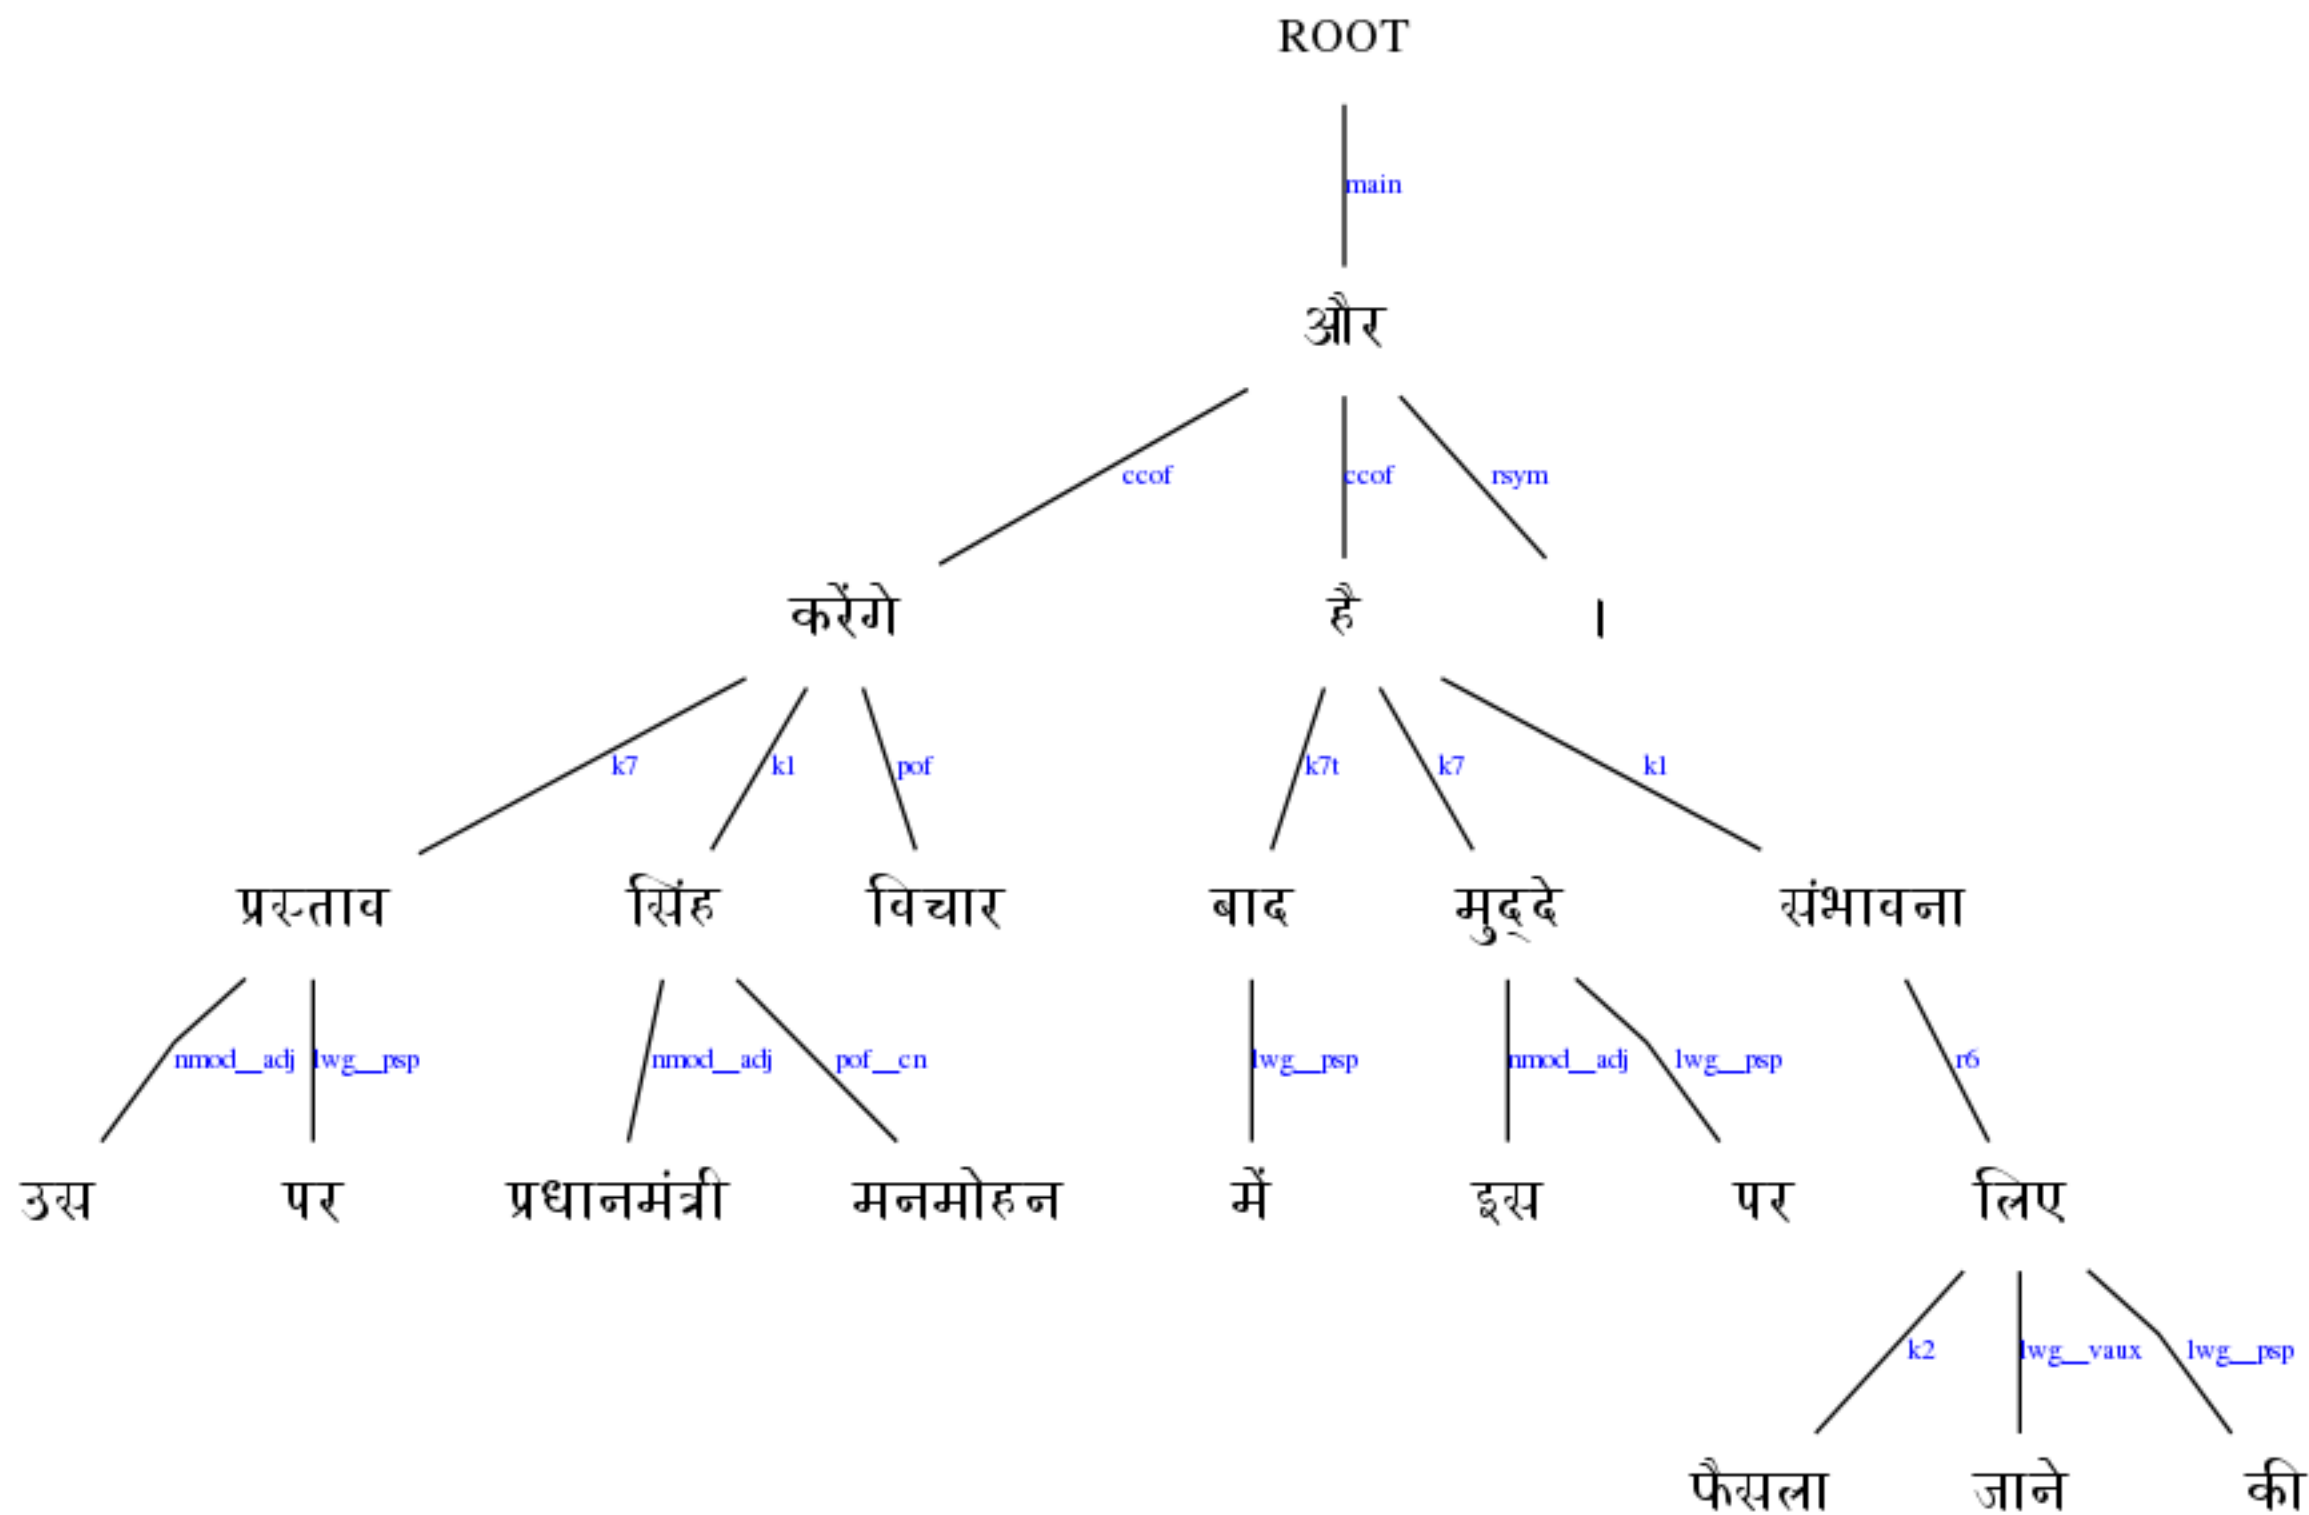 ROOT
main
और
ccof ccof rsym
करेंगे है ।
k7 k1 pof k7t k7 k1
प्रस्ताव सिंह विचार बाद मुद्‌दे संभावना
nmod__adj lwg__psp nmod__adj pof__cn lwg__psp nmod__adj lwg__psp r6
उस पर प्रधानमंत्री मनमोहन में इस पर लिए
k2 lwg__vaux lwg__psp
फैसला जाने की